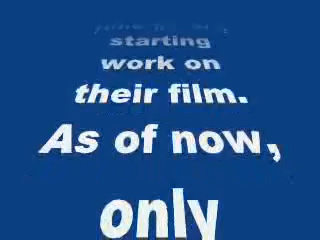 starting
work on
their film.
As of now,
only